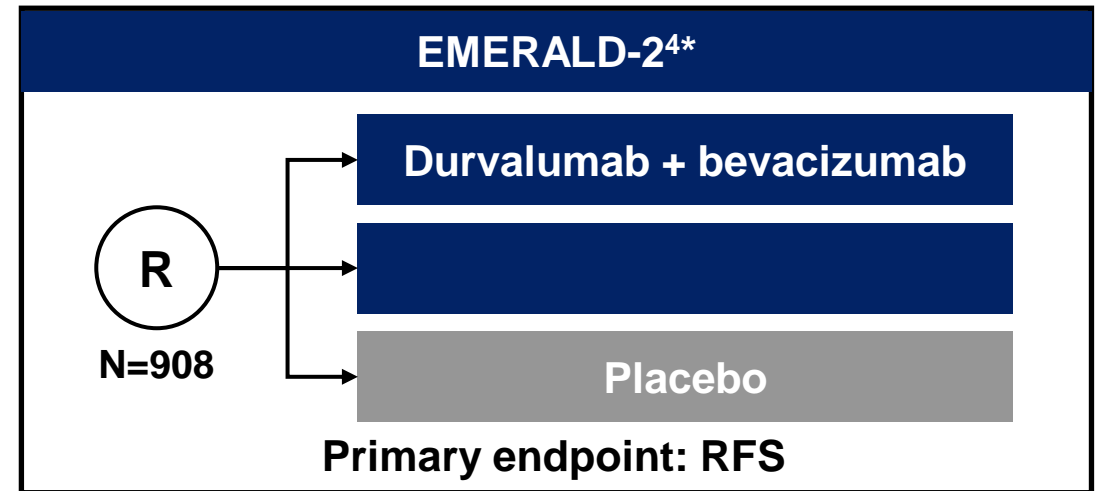 EMERALD-2⁴*
Durvalumab + bevacizumab
R
N=908
Placebo
Primary endpoint: RFS